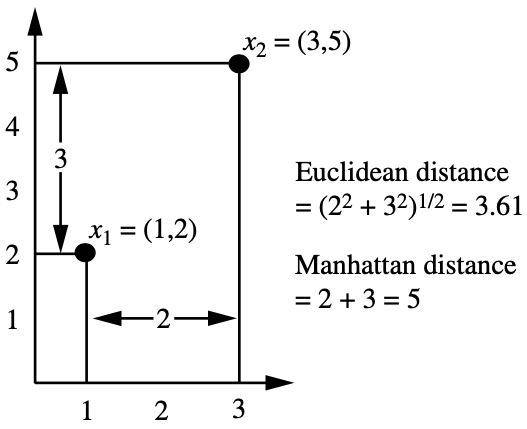 x₂ = (3,5)
5
4
3
3
x₁ = (1,2)
2
1
2
1 2 3
Euclidean distance
= (2² + 3²)¹/² = 3.61
Manhattan distance
= 2 + 3 = 5